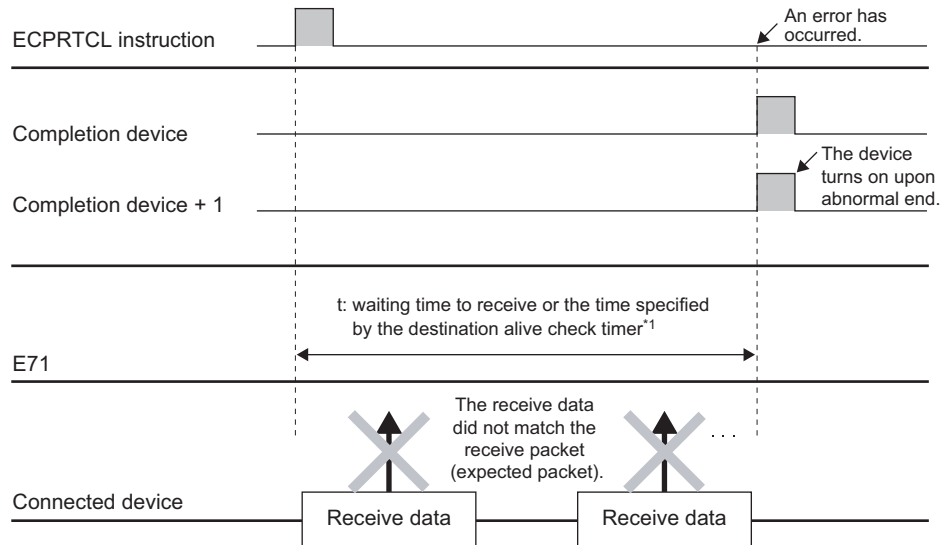 ECPRTCL instruction
An error has
occurred.
Completion device
The device
turns on upon
abnormal end.
Completion device + 1
t: waiting time to receive or the time specified
by the destination alive check timer*1
E71
The receive data
did not match the
receive packet
(expected packet).
. . .
Connected device
Receive data
Receive data